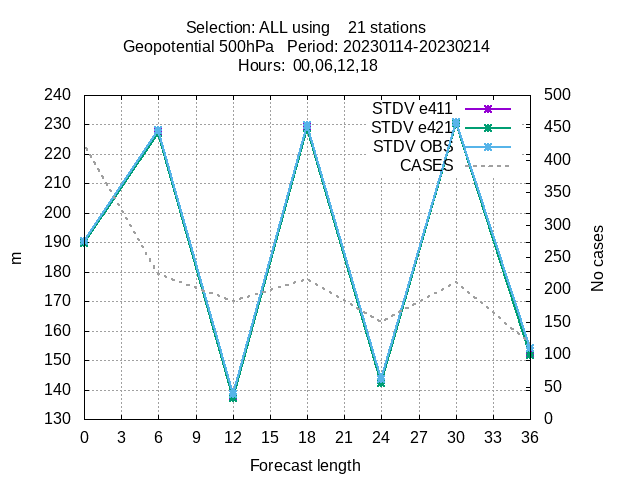 Selection: ALL using    21 stations
Geopotential 500hPa   Period: 20230114-20230214
Hours:  00,06,12,18
240
230
220
210
200
190
180
170
160
150
140
130
m
STDV e411
STDV e421
STDV OBS
CASES
500
450
400
350
300
250
200
150
100
50
0
No cases
0 3 6 9 12 15 18 21 24 27 30 33 36
Forecast length